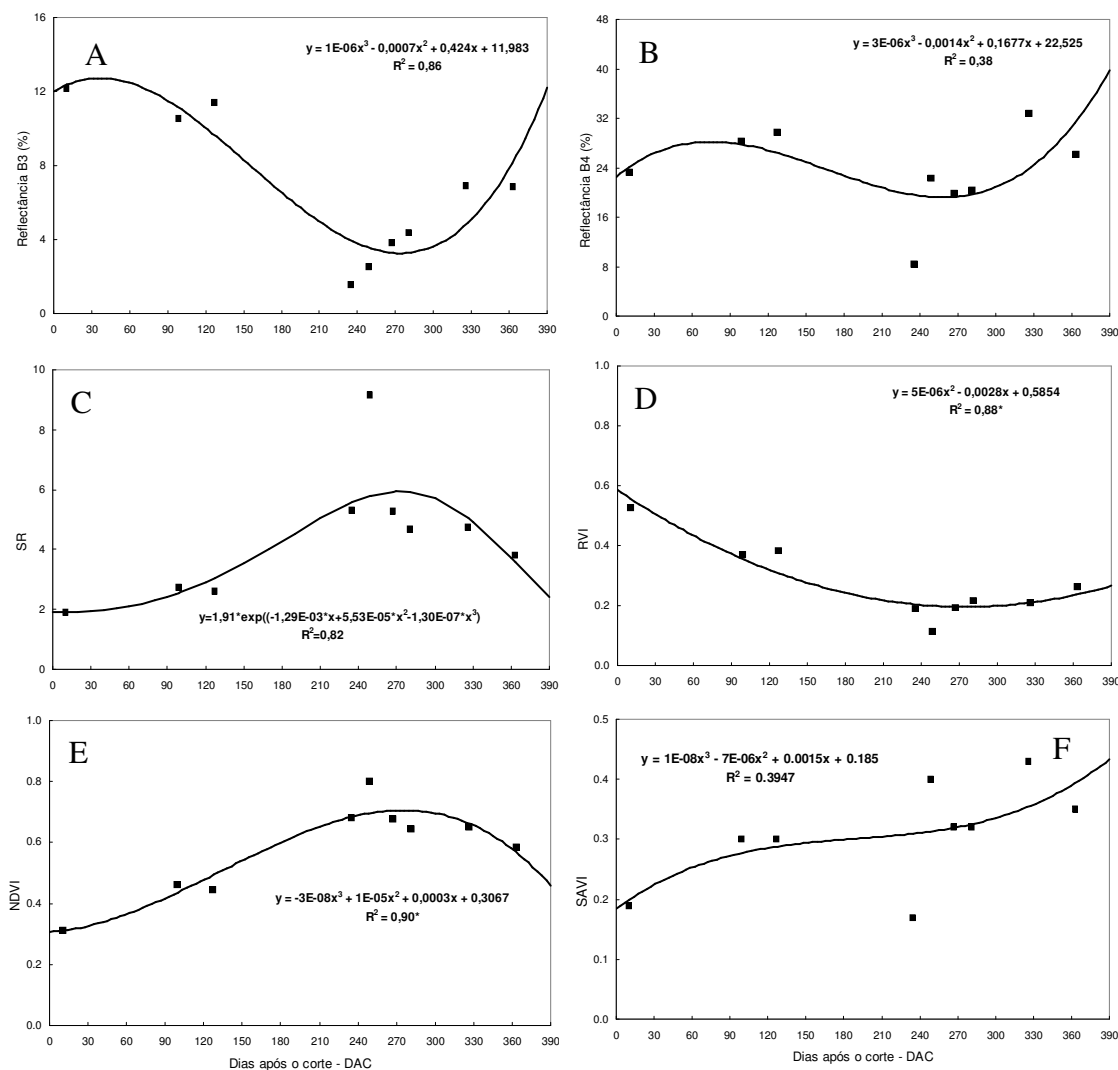 A
y = 1E-06x³ - 0,0007x² + 0,424x + 11,983
R² = 0,86
Reflectância B3 (%)
16
12
8
4
0
0 30 60 90 120 150 180 210 240 270 300 330 360 390
B
y = 3E-06x³ - 0,0014x² + 0,1677x + 22,525
R² = 0,38
Reflectância B4 (%)
48
40
32
24
16
8
0
0 30 60 90 120 150 180 210 240 270 300 330 360 390
C
SR
10
8
6
4
2
0
y=1,91*exp((-1,29E-03*x+5,53E-05*x²-1,30E-07*x³)
R²=0,82
0 30 60 90 120 150 180 210 240 270 300 330 360 390
D
y = 5E-06x² - 0,0028x + 0,5854
R² = 0,88*
RVI
1.0
0.8
0.6
0.4
0.2
0.0
0 30 60 90 120 150 180 210 240 270 300 330 360 390
E
NDVI
1.0
0.8
0.6
0.4
0.2
0.0
y = -3E-08x³ + 1E-05x² + 0,0003x + 0,3067
R² = 0,90*
0 30 60 90 120 150 180 210 240 270 300 330 360 390
Dias após o corte - DAC
F
y = 1E-08x³ - 7E-06x² + 0.0015x + 0.185
R² = 0.3947
SAVI
0.5
0.4
0.3
0.2
0.1
0.0
0 30 60 90 120 150 180 210 240 270 300 330 360 390
Dias após o corte - DAC